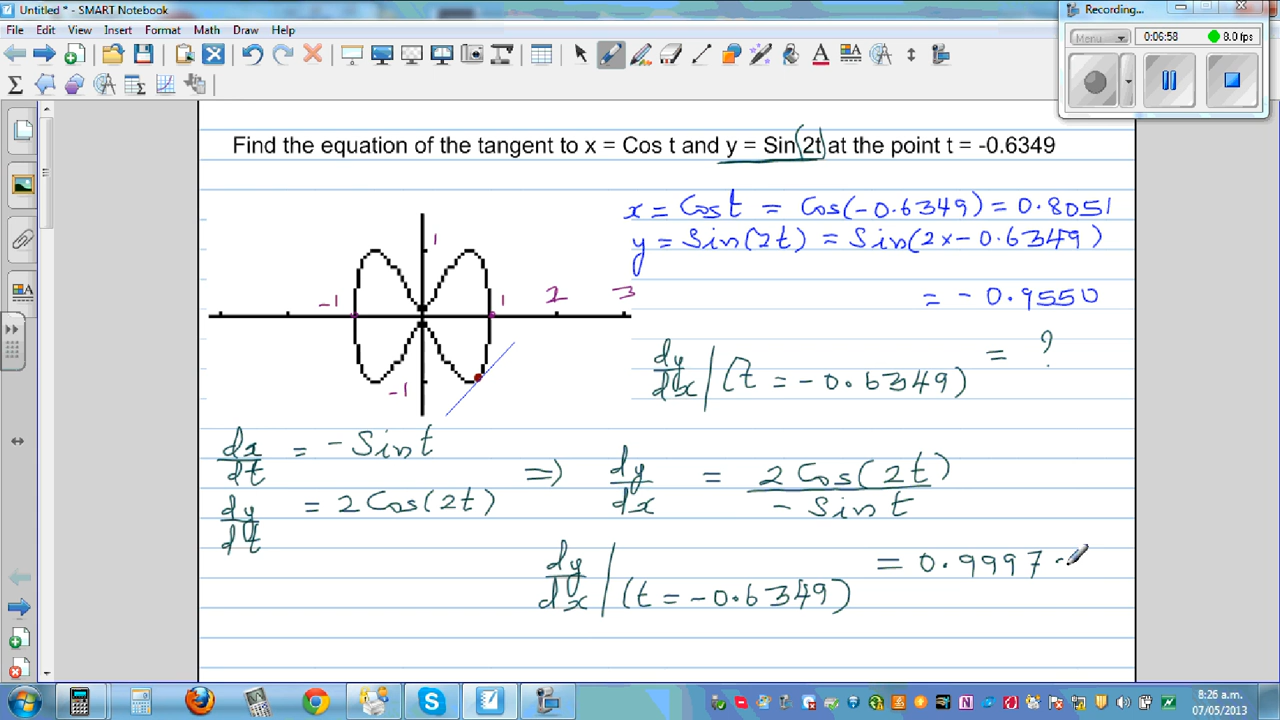 Untitled * - SMART Notebook
Recording...
File Edit View Insert Format Math Draw Help
Menu
0:06:58
8.0 fps
Find the equation of the tangent to x = Cos t and y = Sin(2t) at the point t = -0.6349
x = Cos t = Cos(-0.6349) = 0.8051
y = Sin(2t) = Sin(2x-0.6349)
= - 0.9550
1
-1 1 2 3
-1
dy/dx | (t = -0.6349) = ?
dx/dt = - Sin t
dy/dt = 2 Cos(2t)
=> dy/dx = 2 Cos(2t) / - Sin t
dy/dx | (t = -0.6349) = 0.9997 -
8:26 a.m.
07/05/2013